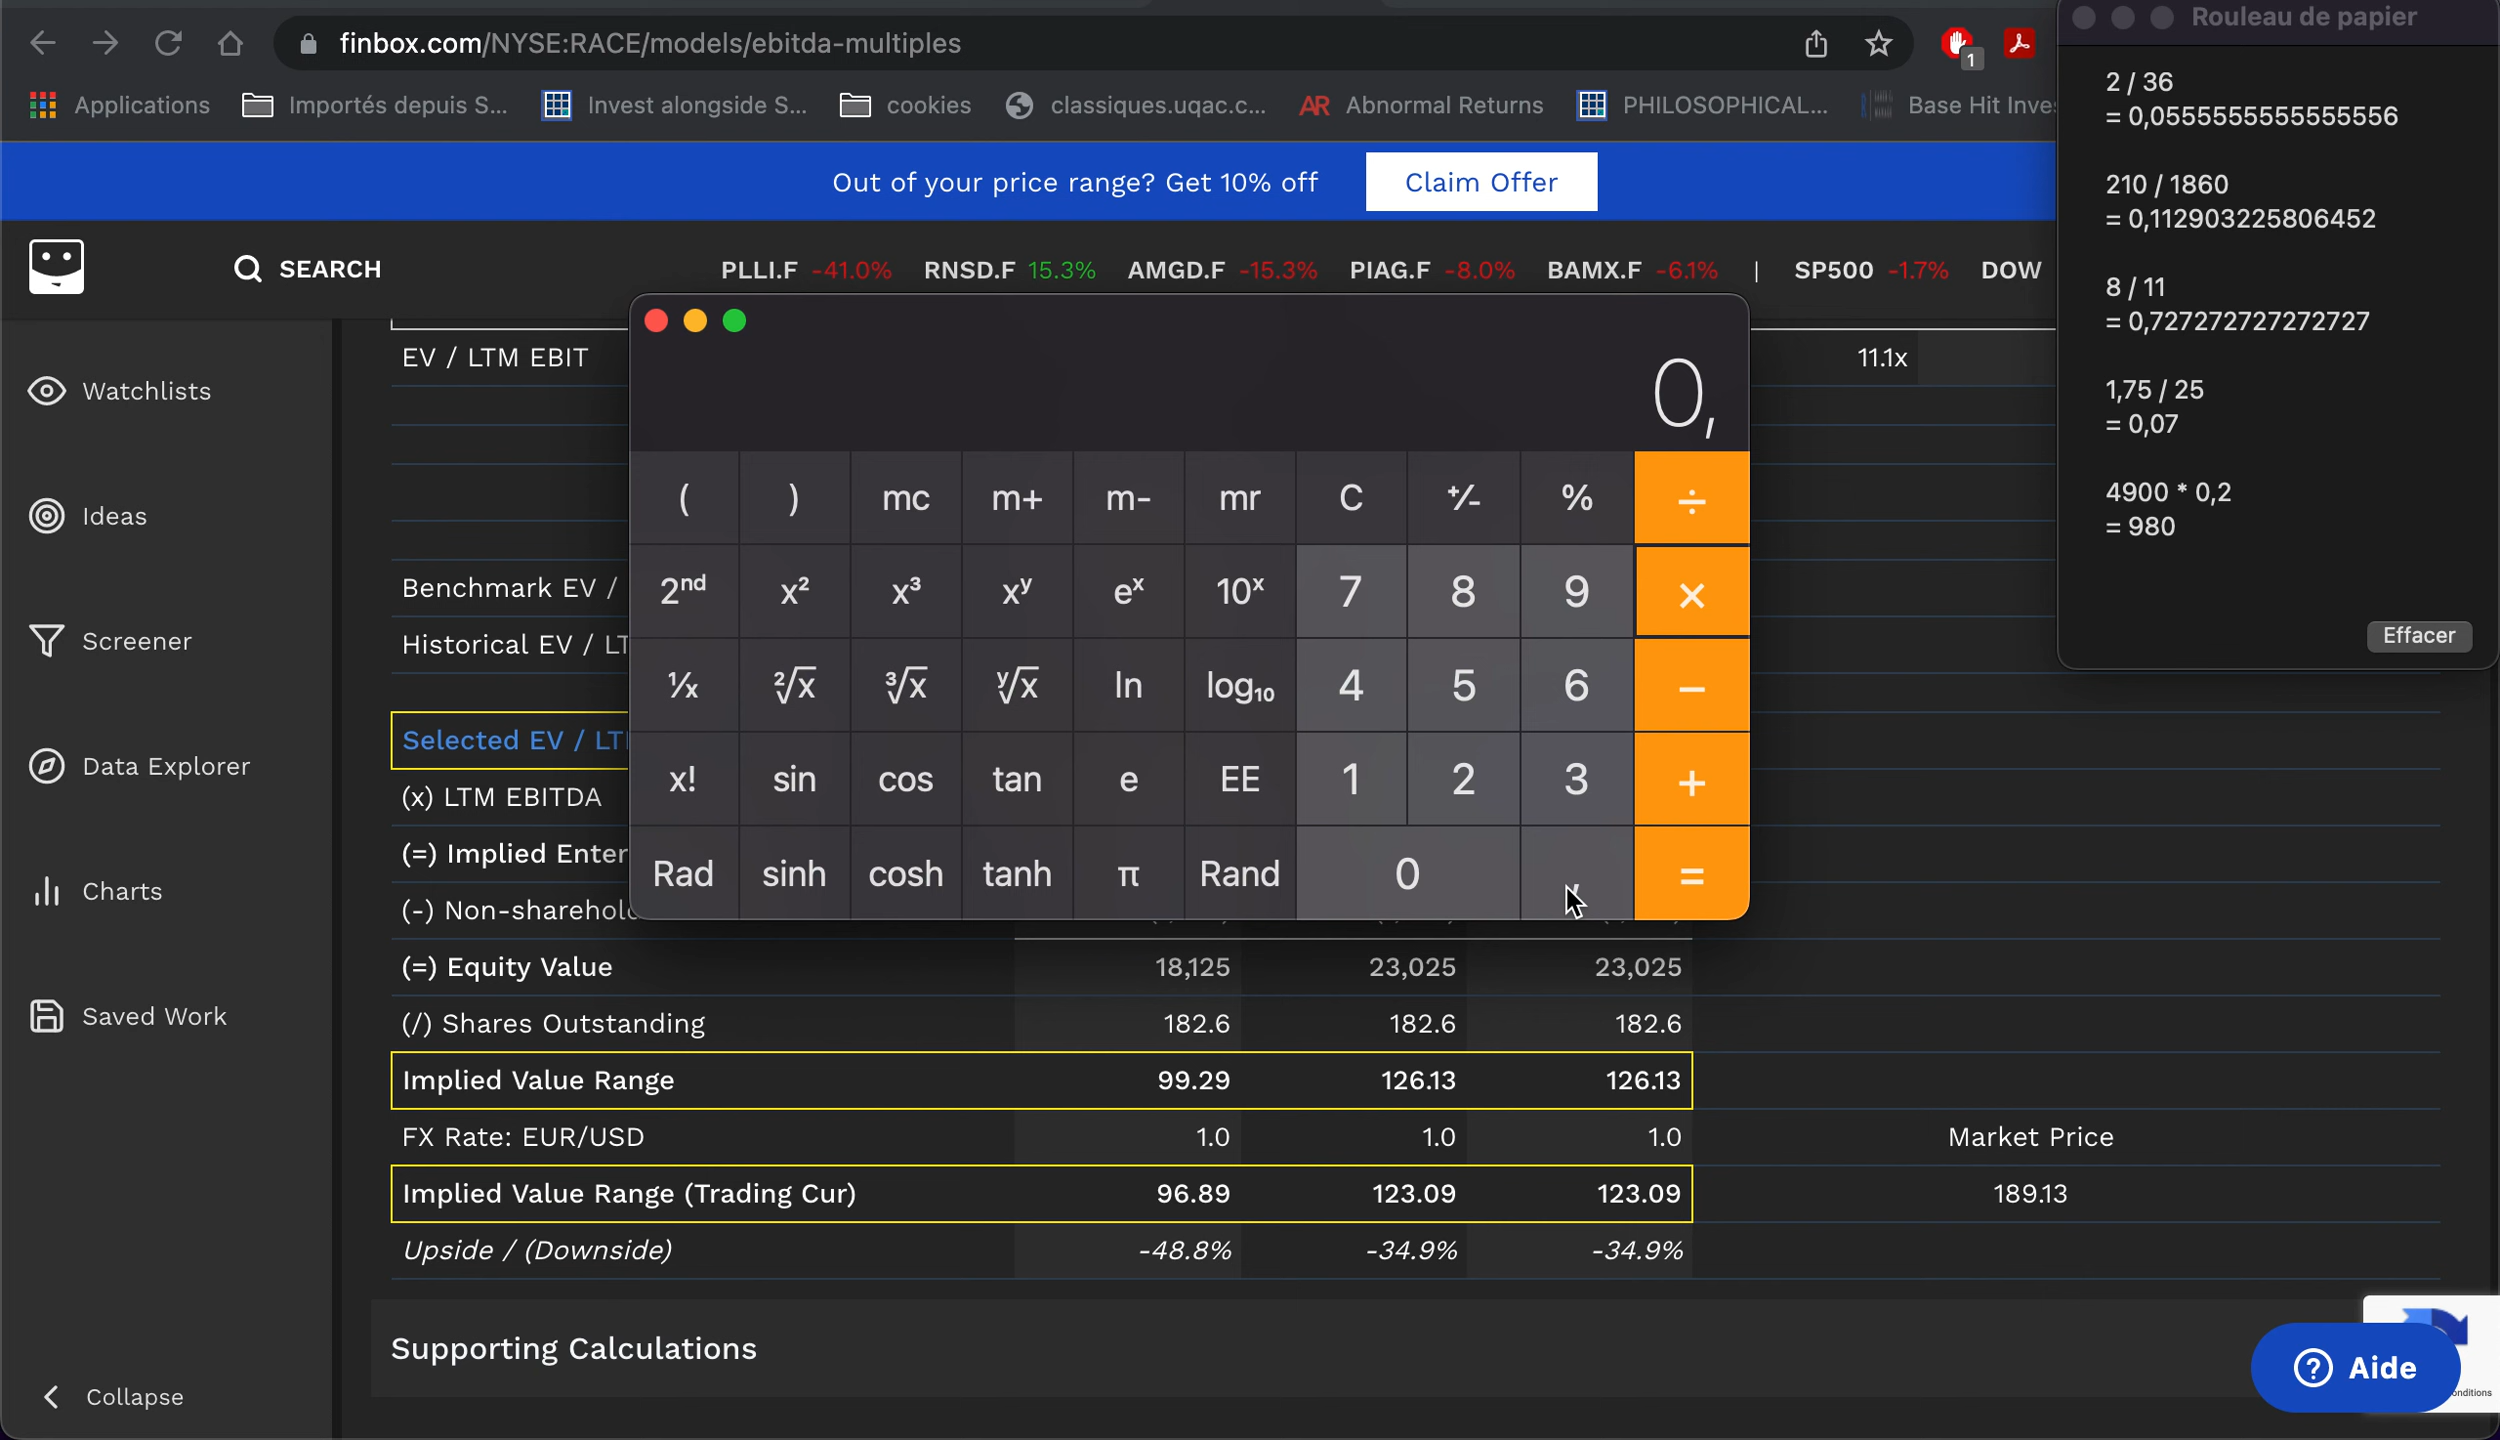 finbox.com/NYSE:RACE/models/ebitda-multiples
1
Rouleau de papier
Applications
Importés depuis S...
Invest alongside S...
cookies
classiques.uqac.c...
AR Abnormal Returns
PHILOSOPHICAL...
Base Hit Inve
Out of your price range? Get 10% off
Claim Offer
SEARCH
PLLI.F -41.0% RNSD.F 15.3% AMGD.F -15.3% PIAG.F -8.0% BAMX.F -6.1% | SP500 -1.7% DOW
2 / 36
= 0,0555555555555556
210 / 1860
= 0,112903225806452
8 / 11
= 0,727272727272727
1,75 / 25
= 0,07
4900 * 0,2
= 980
Effacer
Watchlists
Ideas
Screener
Data Explorer
Charts
Saved Work
Collapse
0,
( ) mc m+ m- mr C +/- % ÷
2nd x² x³ xʸ eˣ 10ˣ 7 8 9 ×
1/x ²√x ³√x ʸ√x ln log₁₀ 4 5 6 −
x! sin cos tan e EE 1 2 3 +
Rad sinh cosh tanh π Rand 0 , =
EV / LTM EBIT 11.1x
Benchmark EV /
Historical EV / LT
Selected EV / LT
(x) LTM EBITDA
(=) Implied Enter
(-) Non-sharehol
(=) Equity Value 18,125 23,025 23,025
(/) Shares Outstanding 182.6 182.6 182.6
Implied Value Range 99.29 126.13 126.13
FX Rate: EUR/USD 1.0 1.0 1.0 Market Price
Implied Value Range (Trading Cur) 96.89 123.09 123.09 189.13
Upside / (Downside) -48.8% -34.9% -34.9%
Supporting Calculations
? Aide
onditions